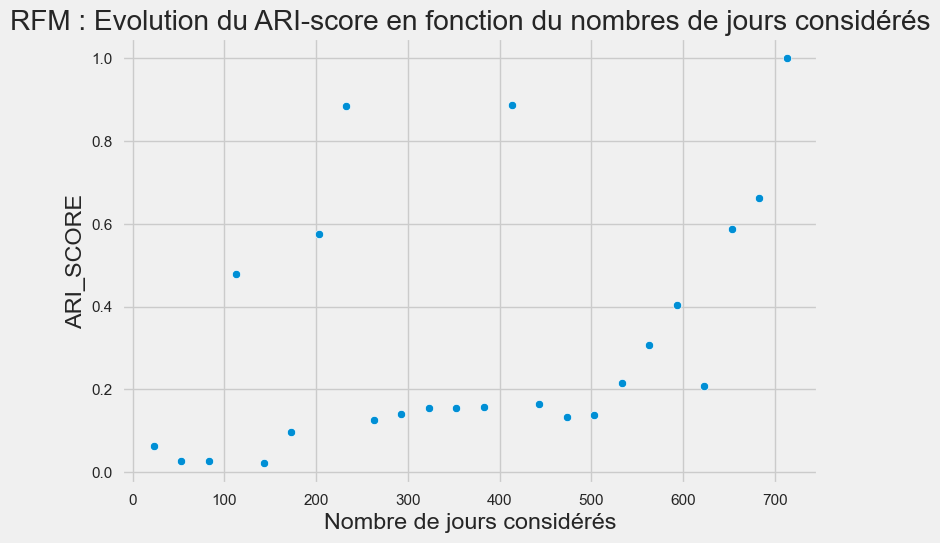 RFM : Evolution du ARI-score en fonction du nombres de jours considérés
1.0
0.8
0.6
0.4
0.2
0.0
ARI_SCORE
0 100 200 300 400 500 600 700
Nombre de jours considérés